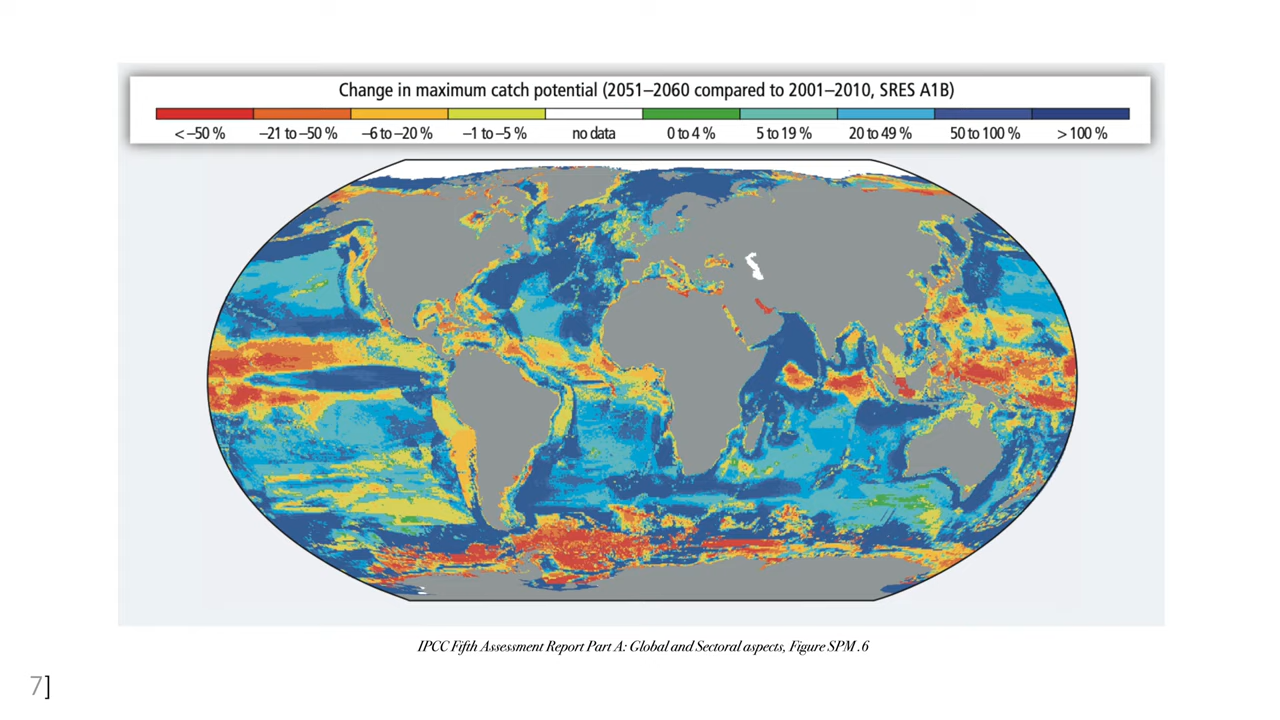 Change in maximum catch potential (2051–2060 compared to 2001–2010, SRES A1B)
< –50 % –21 to –50 % –6 to –20 % –1 to –5 % no data 0 to 4 % 5 to 19 % 20 to 49 % 50 to 100 % > 100 %
IPCC Fifth Assessment Report Part A: Global and Sectoral aspects, Figure SPM .6
7]